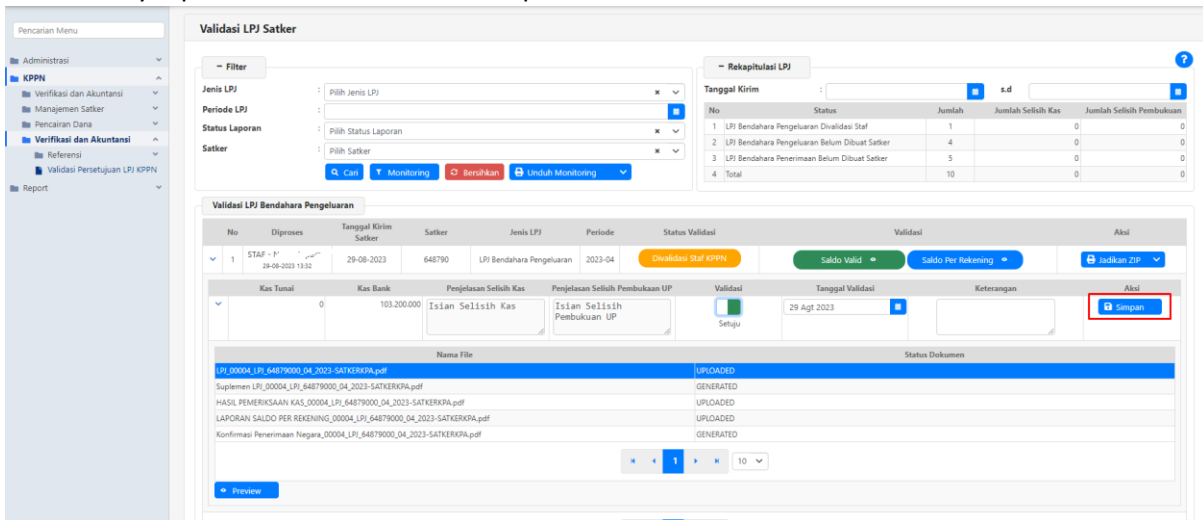 Pencarian Menu
Administrasi
KPPN
Verifikasi dan Akuntansi
Manajemen Satker
Pencairan Dana
Verifikasi dan Akuntansi
Referensi
Validasi Persetujuan LPJ KPPN
Report
Validasi LPJ Satker
− Filter
Jenis LPJ : Pilih Jenis LPJ
Periode LPJ :
Status Laporan : Pilih Status Laporan
Satker : Pilih Satker
Cari Monitoring Bersihkan Unduh Monitoring
− Rekapitulasi LPJ
?
Tanggal Kirim : s.d
No Status Jumlah Jumlah Selisih Kas Jumlah Selisih Pembukuan
1 LPJ Bendahara Pengeluaran Divalidasi Staf 1 0 0
2 LPJ Bendahara Pengeluaran Belum Dibuat Satker 4 0 0
3 LPJ Bendahara Penerimaan Belum Dibuat Satker 5 0 0
4 Total 10 0 0
Validasi LPJ Bendahara Pengeluaran
No Diproses Tanggal Kirim Satker Satker Jenis LPJ Periode Status Validasi Validasi Aksi
1 STAF - 29-08-2023 13:32 29-08-2023 648790 LPJ Bendahara Pengeluaran 2023-04 Divalidasi Staf KPPN Saldo Valid Saldo Per Rekening Jadikan ZIP
Kas Tunai Kas Bank Penjelasan Selisih Kas Penjelasan Selisih Pembukuan UP Validasi Tanggal Validasi Keterangan Aksi
0 103.200.000 Isian Selisih Kas Isian Selisih Pembukuan UP Setuju 29 Agt 2023 Simpan
Nama File Status Dokumen
LPJ_00004_LPJ_64879000_04_2023-SATKERKPA.pdf UPLOADED
Suplemen LPJ_00004_LPJ_64879000_04_2023-SATKERKPA.pdf GENERATED
HASIL PEMERIKSAAN KAS_00004_LPJ_64879000_04_2023-SATKERKPA.pdf UPLOADED
LAPORAN SALDO PER REKENING_00004_LPJ_64879000_04_2023-SATKERKPA.pdf UPLOADED
Konfirmasi Penerimaan Negara_00004_LPJ_64879000_04_2023-SATKERKPA.pdf GENERATED
1 10
Preview